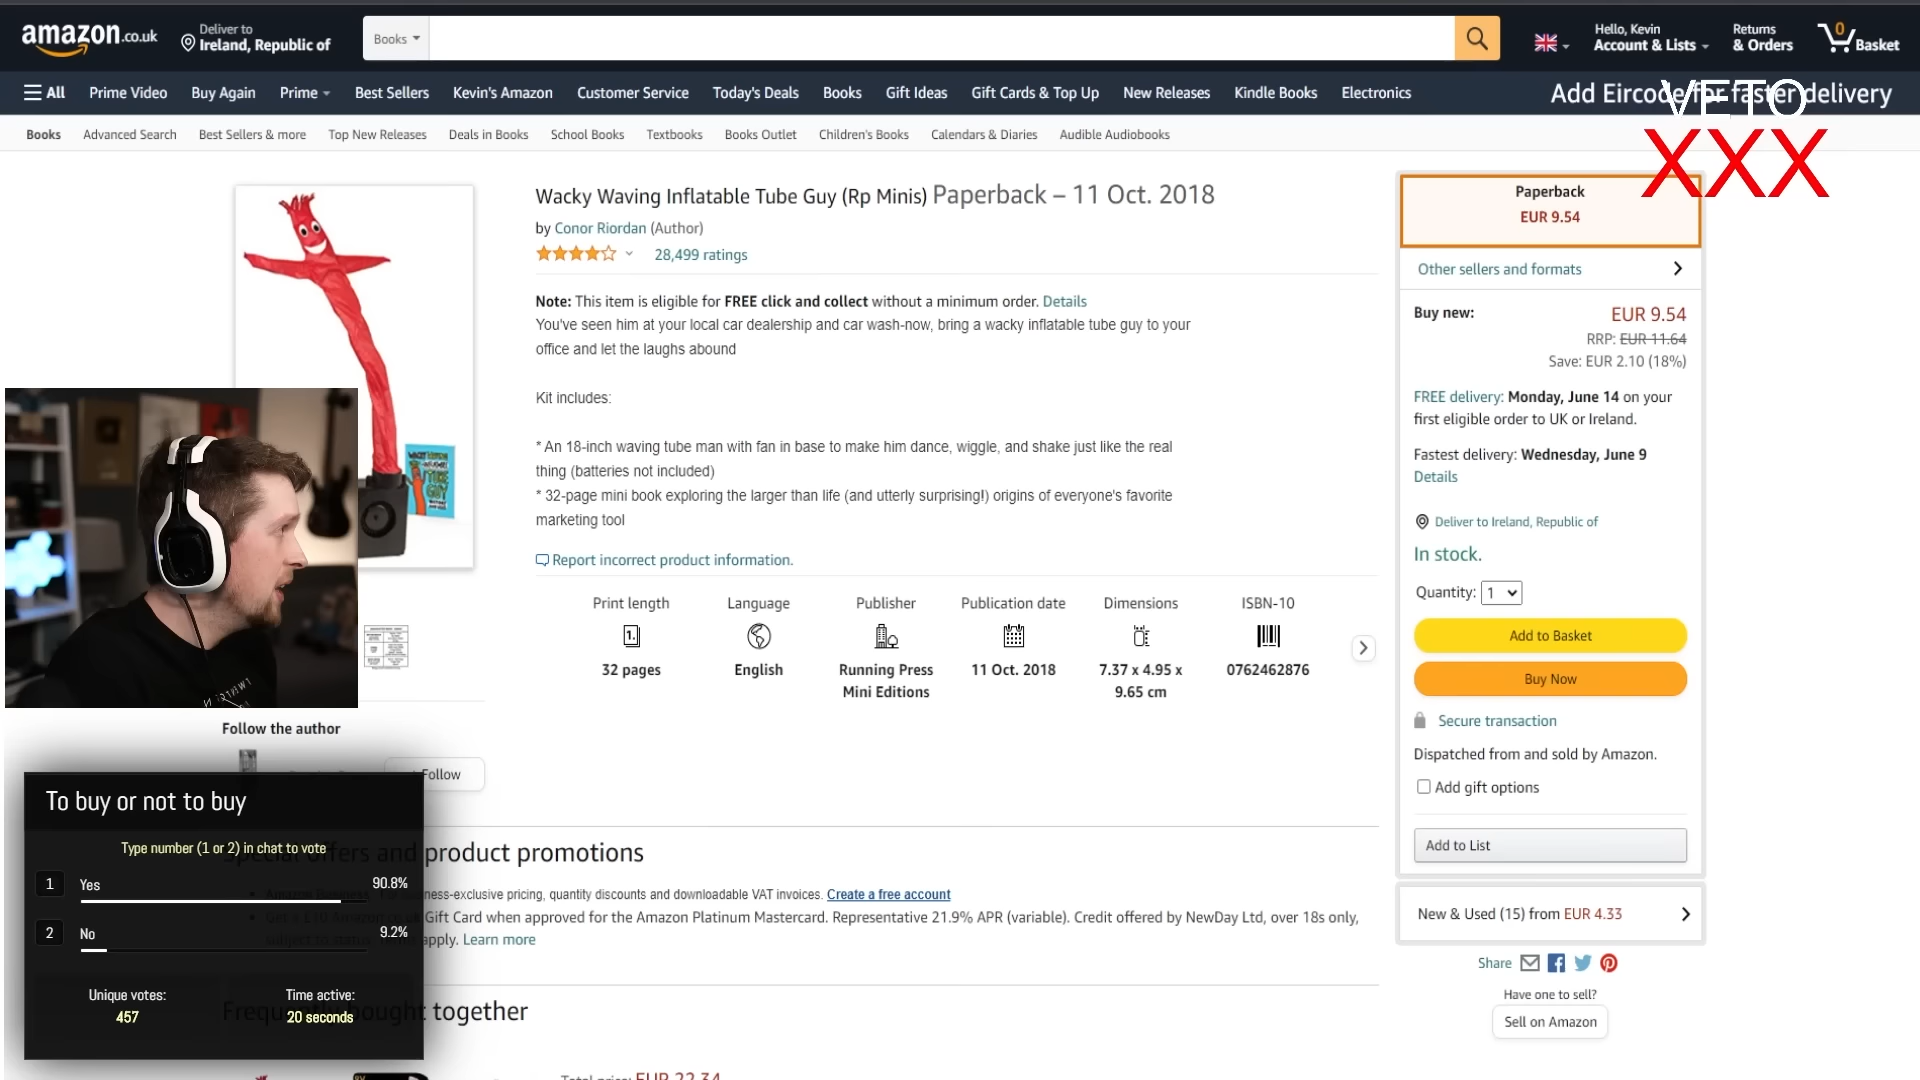 amazon.co.uk
Deliver to
Ireland, Republic of
Books
Hello, Kevin
Account & Lists
Returns
& Orders
0
Basket
All
Prime Video
Buy Again
Prime
Best Sellers
Kevin's Amazon
Customer Service
Today's Deals
Books
Gift Ideas
Gift Cards & Top Up
New Releases
Kindle Books
Electronics
Add Eircode for faster delivery
VETO
XXX
Books
Advanced Search
Best Sellers & more
Top New Releases
Deals in Books
School Books
Textbooks
Books Outlet
Children's Books
Calendars & Diaries
Audible Audiobooks
Wacky Waving Inflatable Tube Guy (Rp Minis) Paperback – 11 Oct. 2018
by Conor Riordan (Author)
28,499 ratings
Note: This item is eligible for FREE click and collect without a minimum order. Details
You've seen him at your local car dealership and car wash-now, bring a wacky inflatable tube guy to your
office and let the laughs abound
Kit includes:
* An 18-inch waving tube man with fan in base to make him dance, wiggle, and shake just like the real
thing (batteries not included)
* 32-page mini book exploring the larger than life (and utterly surprising!) origins of everyone's favorite
marketing tool
Report incorrect product information.
Print length
32 pages
Language
English
Publisher
Running Press
Mini Editions
Publication date
11 Oct. 2018
Dimensions
7.37 x 4.95 x
9.65 cm
ISBN-10
0762462876
Follow the author
Follow
Special offers and product promotions
ness-exclusive pricing, quantity discounts and downloadable VAT invoices. Create a free account
Gift Card when approved for the Amazon Platinum Mastercard. Representative 21.9% APR (variable). Credit offered by NewDay Ltd, over 18s only,
apply. Learn more
Frequently bought together
Total price: EUR 22.34
Paperback
EUR 9.54
Other sellers and formats
Buy new:
EUR 9.54
RRP: EUR 11.64
Save: EUR 2.10 (18%)
FREE delivery: Monday, June 14 on your
first eligible order to UK or Ireland.
Fastest delivery: Wednesday, June 9
Details
Deliver to Ireland, Republic of
In stock.
Quantity: 1
Add to Basket
Buy Now
Secure transaction
Dispatched from and sold by Amazon.
Add gift options
Add to List
New & Used (15) from EUR 4.33
Share
Have one to sell?
Sell on Amazon
To buy or not to buy
Type number (1 or 2) in chat to vote
1 Yes 90.8%
2 No 9.2%
Unique votes:
457
Time active:
20 seconds